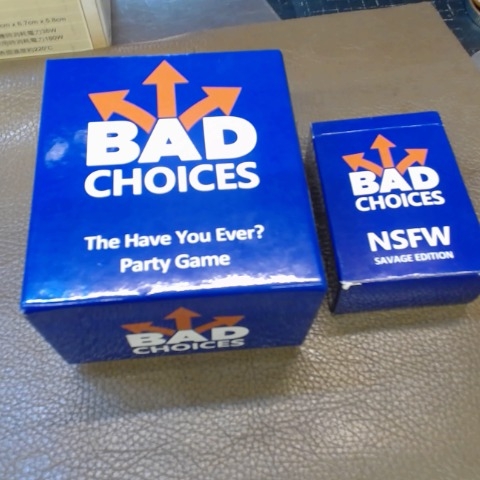 BAD
CHOICES
The Have You Ever?
Party Game
BAD
CHOICES
BAD
CHOICES
NSFW
SAVAGE EDITION